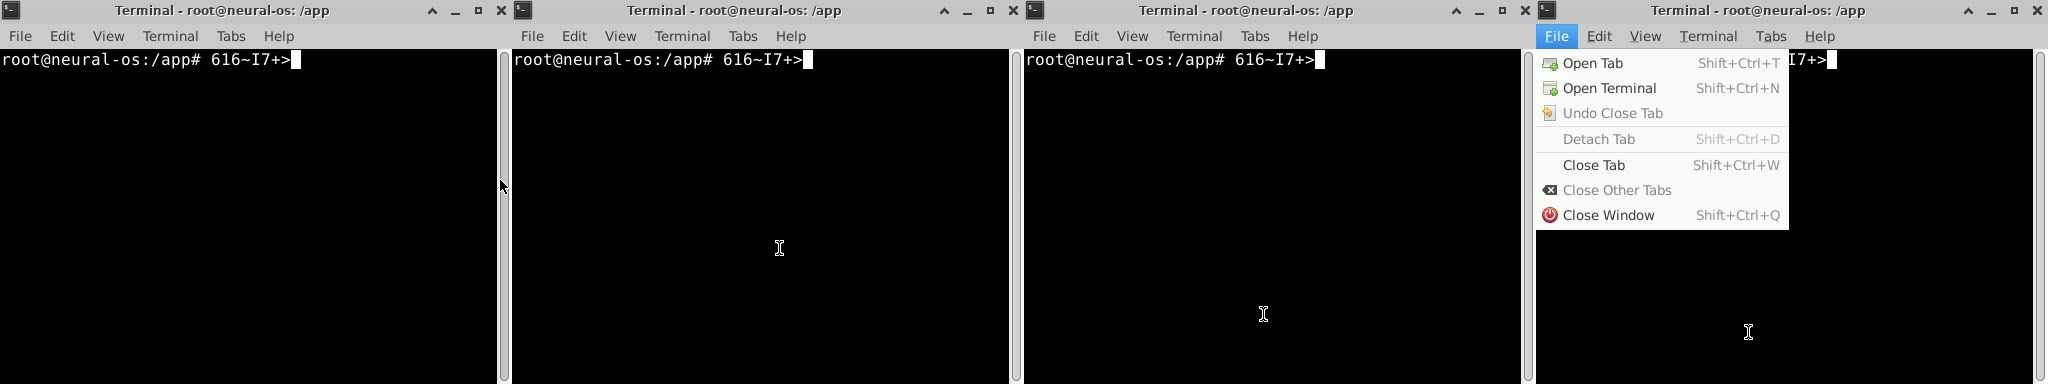 Terminal - root@neural-os: /app
File Edit View Terminal Tabs Help
root@neural-os:/app# 616~I7+>
Terminal - root@neural-os: /app
File Edit View Terminal Tabs Help
root@neural-os:/app# 616~I7+>
Terminal - root@neural-os: /app
File Edit View Terminal Tabs Help
root@neural-os:/app# 616~I7+>
Terminal - root@neural-os: /app
File Edit View Terminal Tabs Help
I7+>
Open Tab Shift+Ctrl+T
Open Terminal Shift+Ctrl+N
Undo Close Tab
Detach Tab Shift+Ctrl+D
Close Tab Shift+Ctrl+W
Close Other Tabs
Close Window Shift+Ctrl+Q